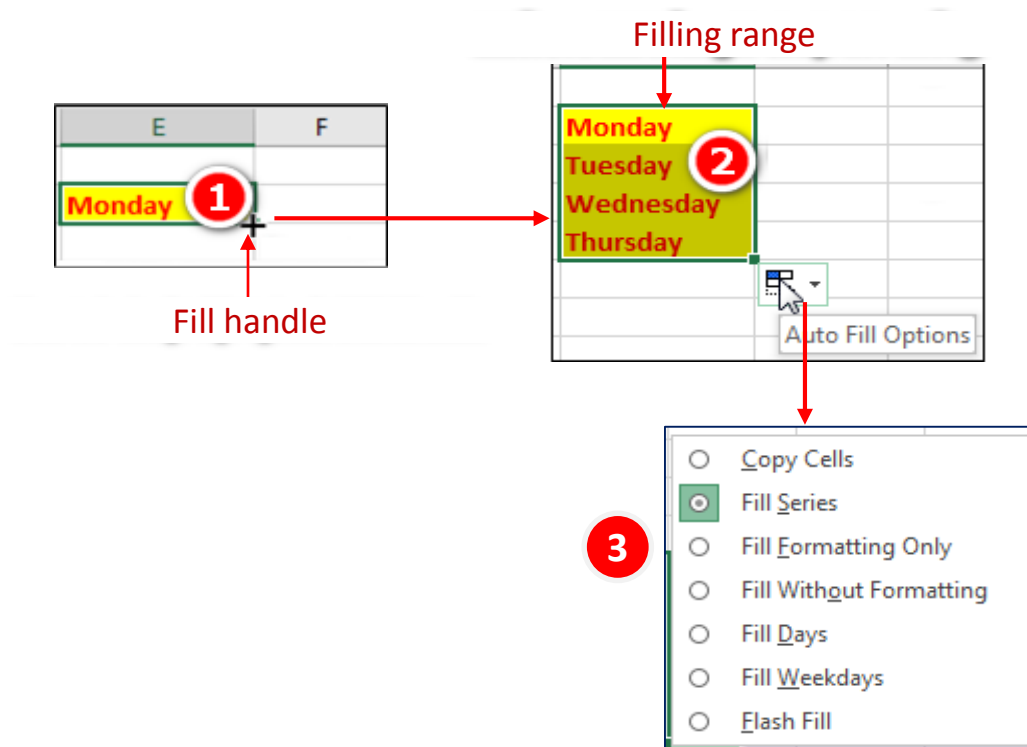 Filling range
E F
Monday
1
Fill handle
Monday
Tuesday
Wednesday
Thursday
2
Auto Fill Options
3
Copy Cells
Fill Series
Fill Formatting Only
Fill Without Formatting
Fill Days
Fill Weekdays
Flash Fill